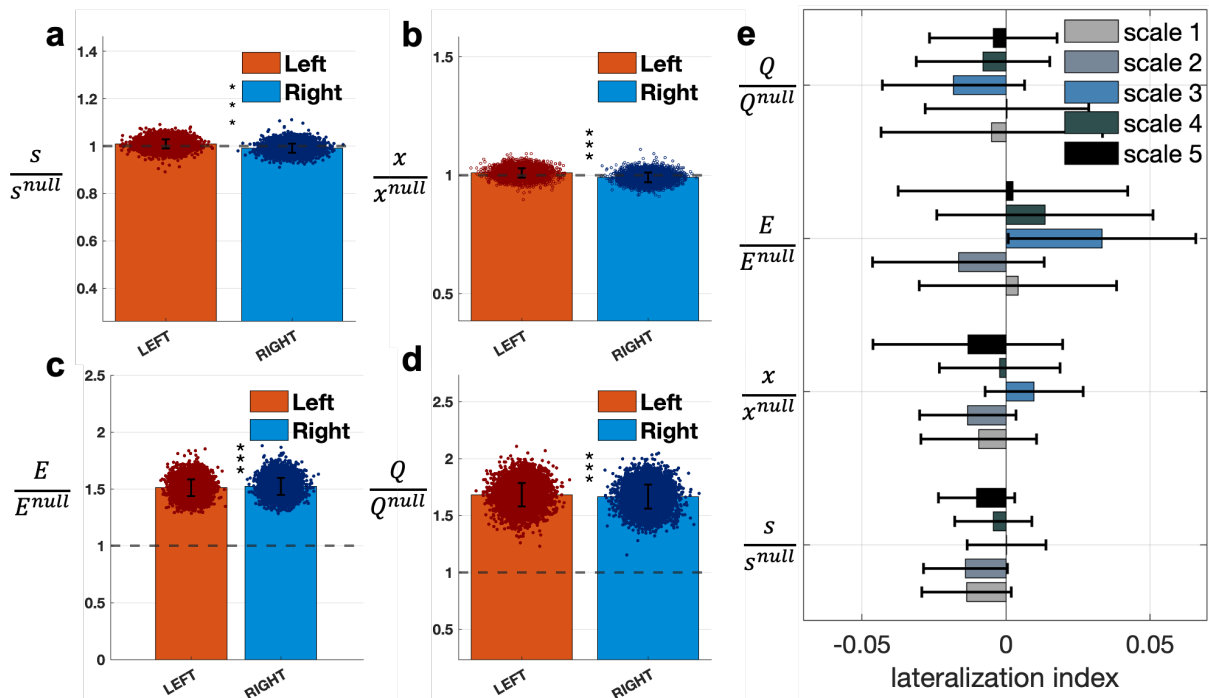 a
1.4
1.2
1
0.8
0.6
0.4
s
s^null
Left
Right
* * *
LEFT
RIGHT
b
1.5
1
0.5
x
x^null
Left
Right
***
LEFT
RIGHT
c
2.5
2
1.5
1
0.5
0
E
E^null
Left
Right
***
LEFT
RIGHT
d
2.5
2
1.5
1
0.5
Q
Q^null
Left
Right
***
LEFT
RIGHT
e
scale 1
scale 2
scale 3
scale 4
scale 5
Q
Q^null
E
E^null
x
x^null
s
s^null
-0.05
0
0.05
lateralization index